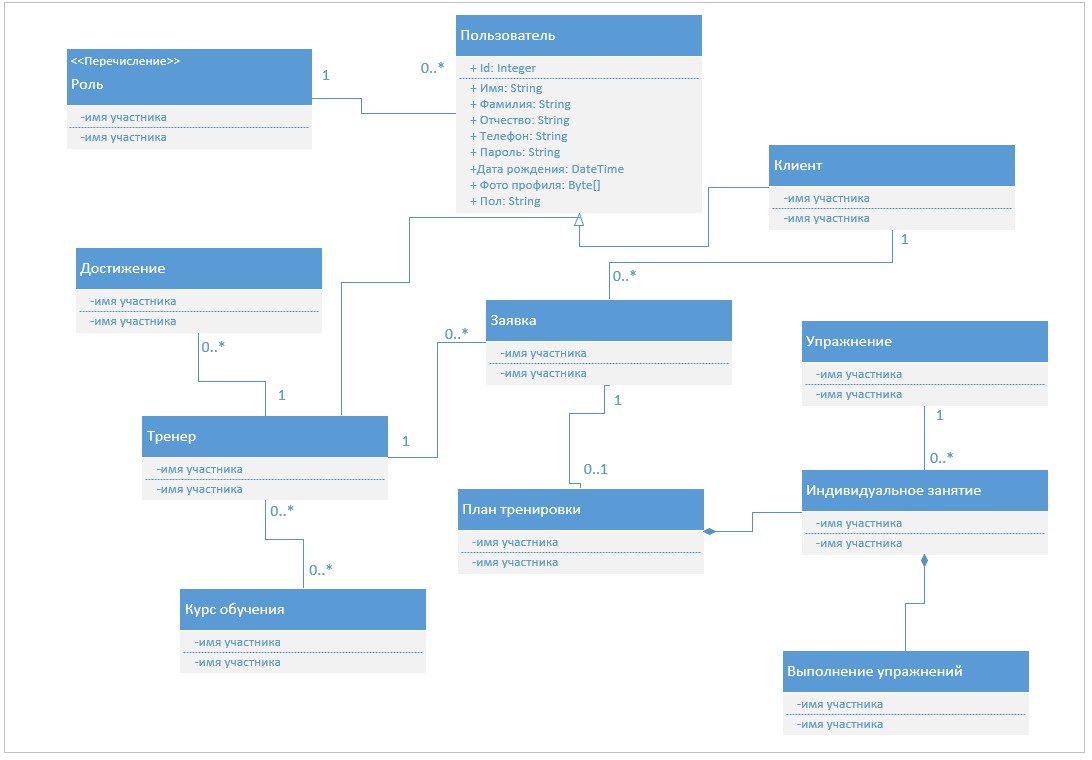 <<Перечисление>>
Роль
-имя участника
-имя участника
1
0..*
Пользователь
+ Id: Integer
+ Имя: String
+ Фамилия: String
+ Отчество: String
+ Телефон: String
+ Пароль: String
+Дата рождения: DateTime
+ Фото профиля: Byte[]
+ Пол: String
Клиент
-имя участника
-имя участника
1
0..*
Достижение
-имя участника
-имя участника
0..*
1
Заявка
-имя участника
-имя участника
0..*
1
1
0..1
Упражнение
-имя участника
-имя участника
1
0..*
Тренер
-имя участника
-имя участника
0..*
0..*
План тренировки
-имя участника
-имя участника
Индивидуальное занятие
-имя участника
-имя участника
Курс обучения
-имя участника
-имя участника
Выполнение упражнений
-имя участника
-имя участника